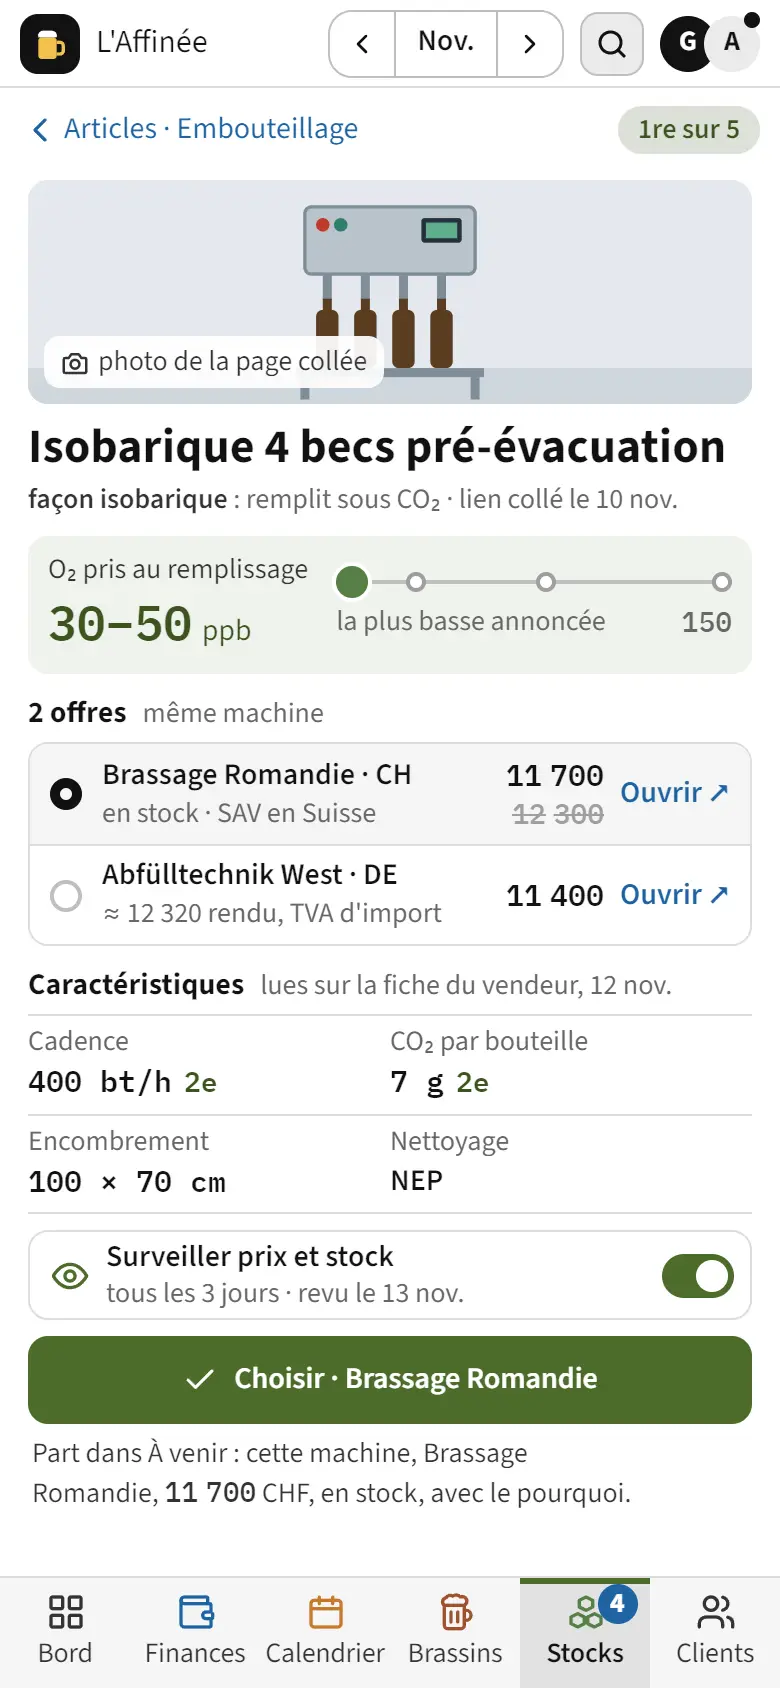 L'Affinée
Nov.
G
A
Articles · Embouteillage
1re sur 5
photo de la page collée
Isobarique 4 becs pré-évacuation
façon isobarique : remplit sous CO₂ · lien collé le 10 nov.
O₂ pris au remplissage
30–50 ppb
la plus basse annoncée
150
2 offres même machine
Brassage Romandie · CH
en stock · SAV en Suisse
11 700
12 300
Ouvrir ↗
Abfülltechnik West · DE
≈ 12 320 rendu, TVA d'import
11 400
Ouvrir ↗
Caractéristiques lues sur la fiche du vendeur, 12 nov.
Cadence
400 bt/h 2e
CO₂ par bouteille
7 g 2e
Encombrement
100 × 70 cm
Nettoyage
NEP
Surveiller prix et stock
tous les 3 jours · revu le 13 nov.
Choisir · Brassage Romandie
Part dans À venir : cette machine, Brassage
Romandie, 11 700 CHF, en stock, avec le pourquoi.
Bord
Finances
Calendrier
Brassins
4
Stocks
Clients